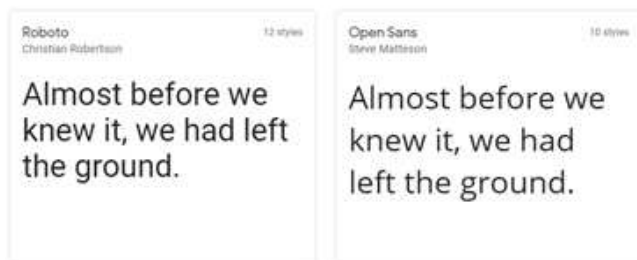 Roboto
12 styles
Christian Robertson
Almost before we
knew it, we had left
the ground.
Open Sans
10 styles
Steve Matteson
Almost before we
knew it, we had
left the ground.